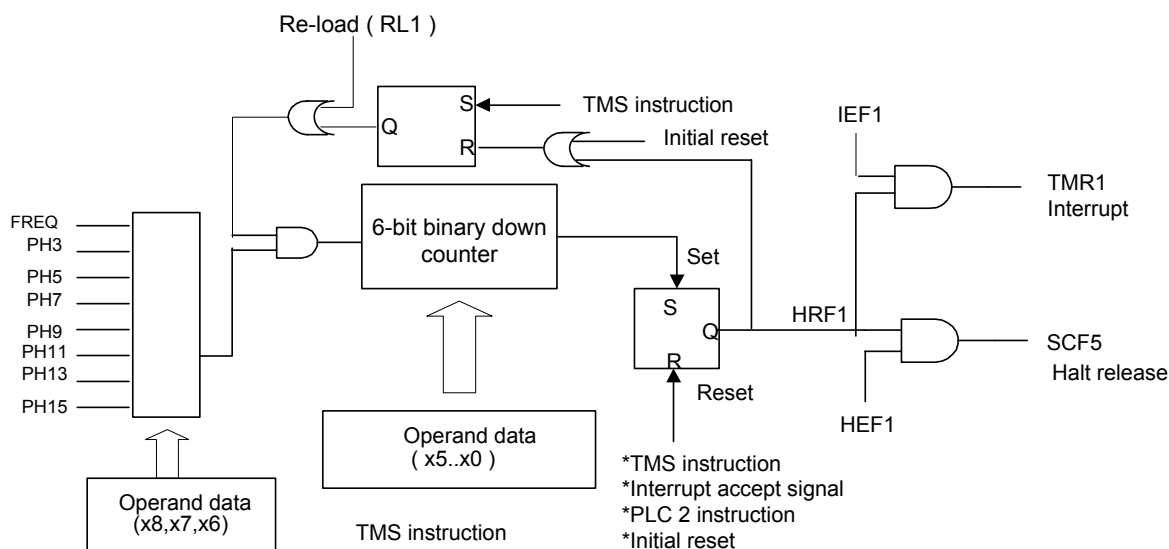 Re-load ( RL1 )
S
TMS instruction
Q
R
Initial reset
IEF1
TMR1
Interrupt
6-bit binary down
counter
FREQ
PH3
PH5
PH7
PH9
PH11
PH13
PH15
Set
S
Q
R
HRF1
SCF5
Halt release
Reset
HEF1
Operand data
( x5..x0 )
*TMS instruction
*Interrupt accept signal
*PLC 2 instruction
*Initial reset
Operand data
(x8,x7,x6)
TMS instruction